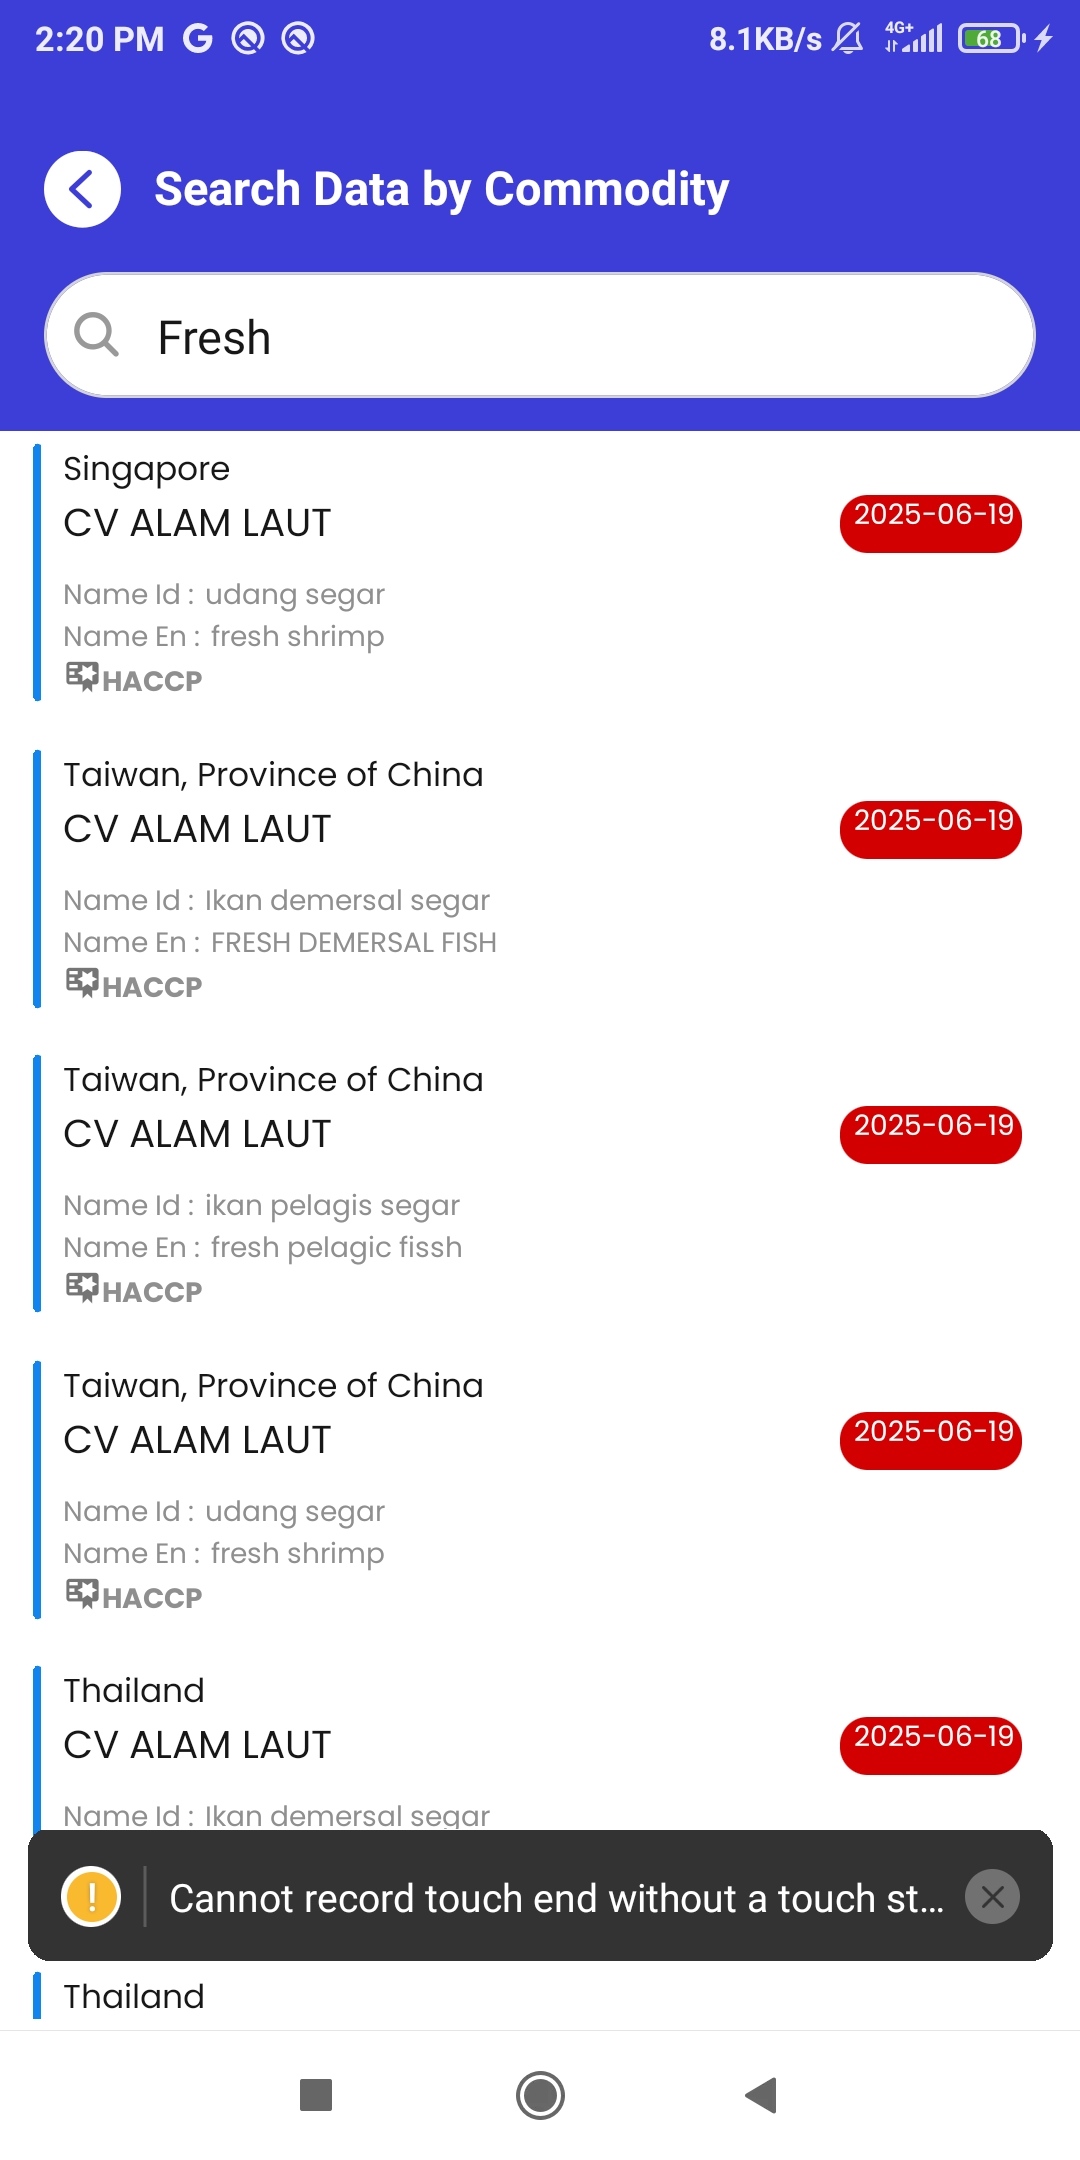 2:20 PM
8.1KB/s
4G+
68
Search Data by Commodity
Fresh
Singapore
CV ALAM LAUT
2025-06-19
Name Id : udang segar
Name En : fresh shrimp
HACCP
Taiwan, Province of China
CV ALAM LAUT
2025-06-19
Name Id : Ikan demersal segar
Name En : FRESH DEMERSAL FISH
HACCP
Taiwan, Province of China
CV ALAM LAUT
2025-06-19
Name Id : ikan pelagis segar
Name En : fresh pelagic fissh
HACCP
Taiwan, Province of China
CV ALAM LAUT
2025-06-19
Name Id : udang segar
Name En : fresh shrimp
HACCP
Thailand
CV ALAM LAUT
2025-06-19
Name Id : Ikan demersal segar
Cannot record touch end without a touch st...
Thailand